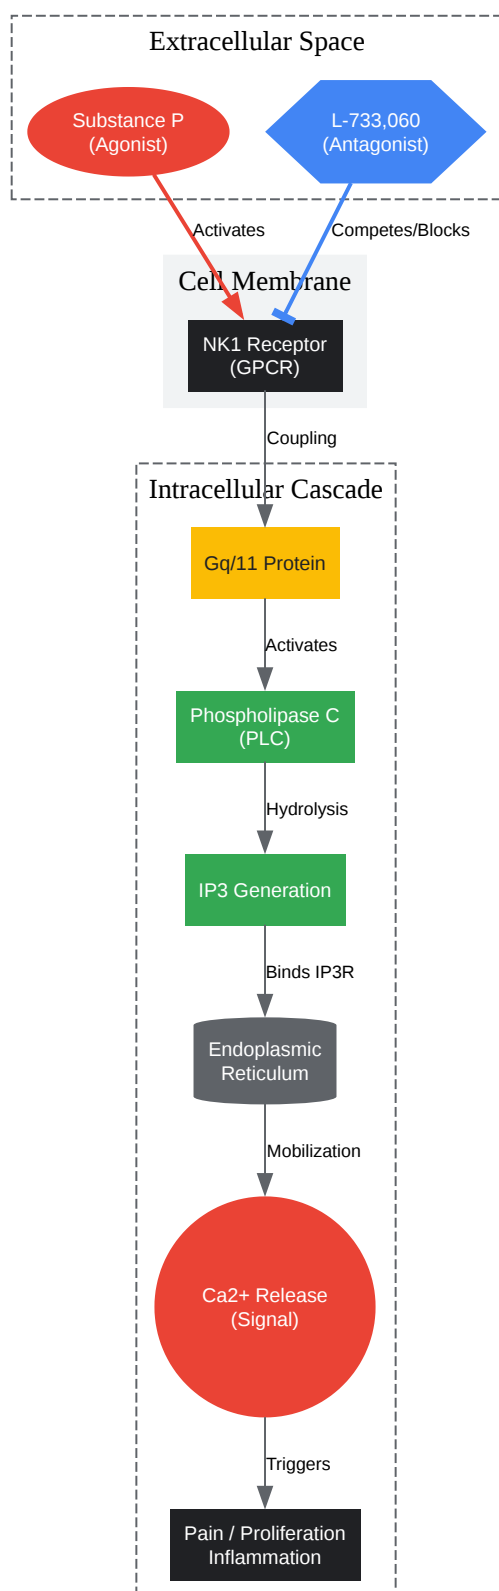 Extracellular Space
Substance P
(Agonist)
L-733,060
(Antagonist)
Activates
Competes/Blocks
Cell Membrane
NK1 Receptor
(GPCR)
Coupling
Intracellular Cascade
Gq/11 Protein
Activates
Phospholipase C
(PLC)
Hydrolysis
IP3 Generation
Binds IP3R
Endoplasmic
Reticulum
Mobilization
Ca2+ Release
(Signal)
Triggers
Pain / Proliferation
Inflammation